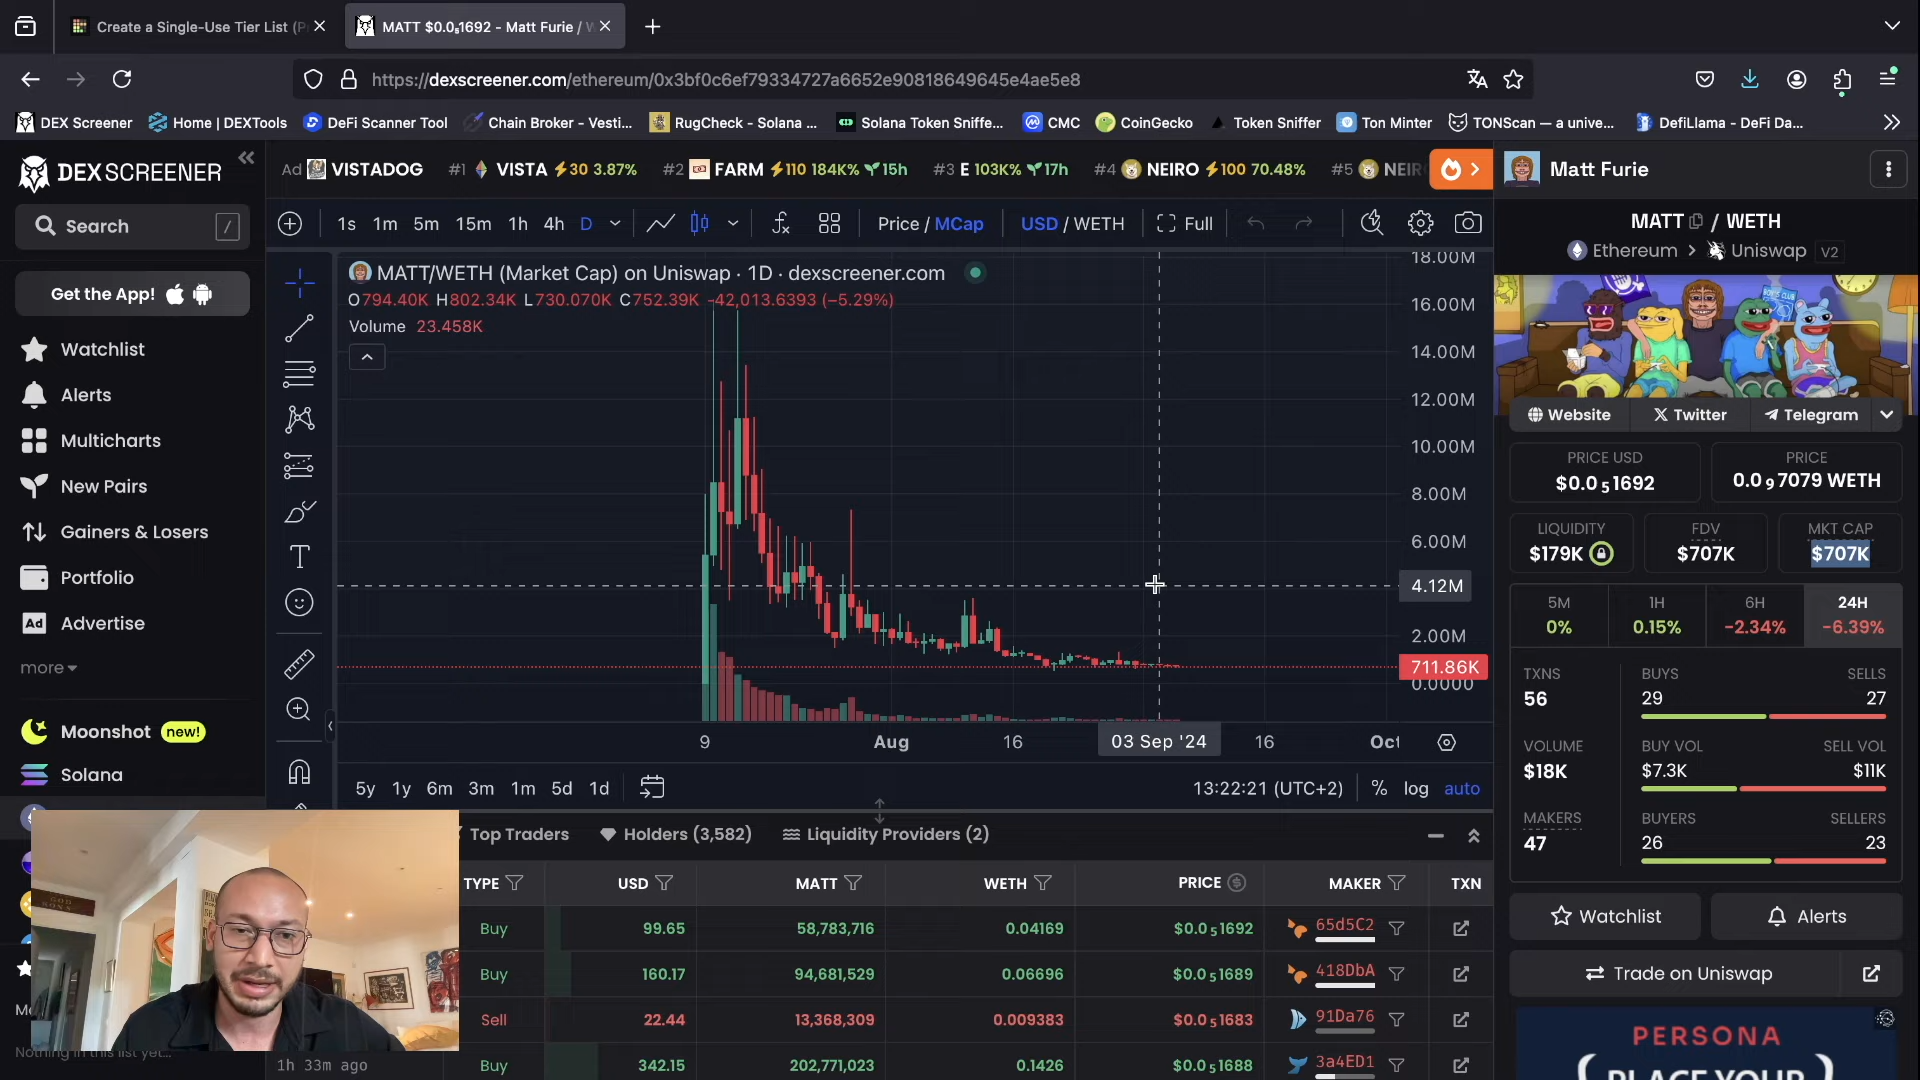 Create a Single-Use Tier List (P
MATT $0.0₅1692 - Matt Furie / W
https://dexscreener.com/ethereum/0x3bf0c6ef79334727a6652e90818649645e4ae5e8
DEX Screener
Home | DEXTools
DeFi Scanner Tool
Chain Broker - Vesti...
RugCheck - Solana ...
Solana Token Sniffe...
CMC
CoinGecko
Token Sniffer
Ton Minter
TONScan — a unive...
DefiLlama - DeFi Da...
DEX SCREENER
Search /
Get the App!
Watchlist
Alerts
Multicharts
New Pairs
Gainers & Losers
Portfolio
Ad Advertise
more
Moonshot new!
Solana
Nothing in this list yet...
Ad VISTADOG #1 VISTA 30 3.87% #2 FARM 110 184K% 15h #3 E 103K% 17h #4 NEIRO 100 70.48% #5 NEIR
1s 1m 5m 15m 1h 4h D Price / MCap USD / WETH Full
MATT/WETH (Market Cap) on Uniswap · 1D · dexscreener.com
O794.40K H802.34K L730.070K C752.39K -42,013.6393 (−5.29%)
Volume 23.458K
18.00M
16.00M
14.00M
12.00M
10.00M
8.00M
6.00M
4.12M
2.00M
711.86K
0.0000
9 Aug 16 03 Sep '24 16 Oct
5y 1y 6m 3m 1m 5d 1d 13:22:21 (UTC+2) % log auto
Top Traders Holders (3,582) Liquidity Providers (2)
TYPE USD MATT WETH PRICE MAKER TXN
Buy 99.65 58,783,716 0.04169 $0.0₅1692 65d5C2
Buy 160.17 94,681,529 0.06696 $0.0₅1689 418DbA
Sell 22.44 13,368,309 0.009383 $0.0₅1683 91Da76
1h 33m ago Buy 342.15 202,771,023 0.1426 $0.0₅1688 3a4ED1
Matt Furie
MATT / WETH
Ethereum > Uniswap V2
Website Twitter Telegram
PRICE USD
$0.0₅1692
PRICE
0.0₉7079 WETH
LIQUIDITY
$179K
FDV
$707K
MKT CAP
$707K
5M
0%
1H
0.15%
6H
-2.34%
24H
-6.39%
TXNS
56
BUYS SELLS
29 27
VOLUME
$18K
BUY VOL SELL VOL
$7.3K $11K
MAKERS
47
BUYERS SELLERS
26 23
Watchlist Alerts
Trade on Uniswap
PERSONA
PLACE YOUR